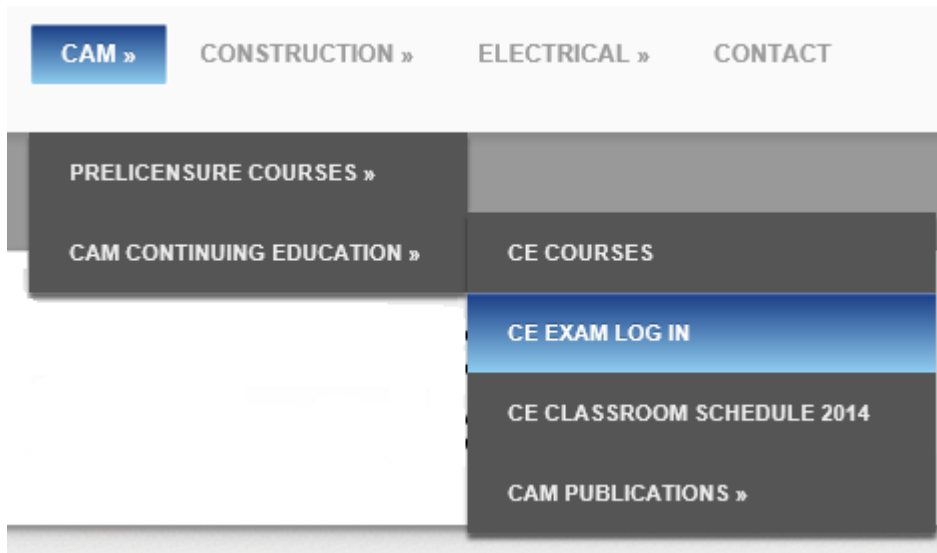 CAM » CONSTRUCTION » ELECTRICAL » CONTACT
PRELICENSURE COURSES »
CAM CONTINUING EDUCATION »
CE COURSES
CE EXAM LOG IN
CE CLASSROOM SCHEDULE 2014
CAM PUBLICATIONS »